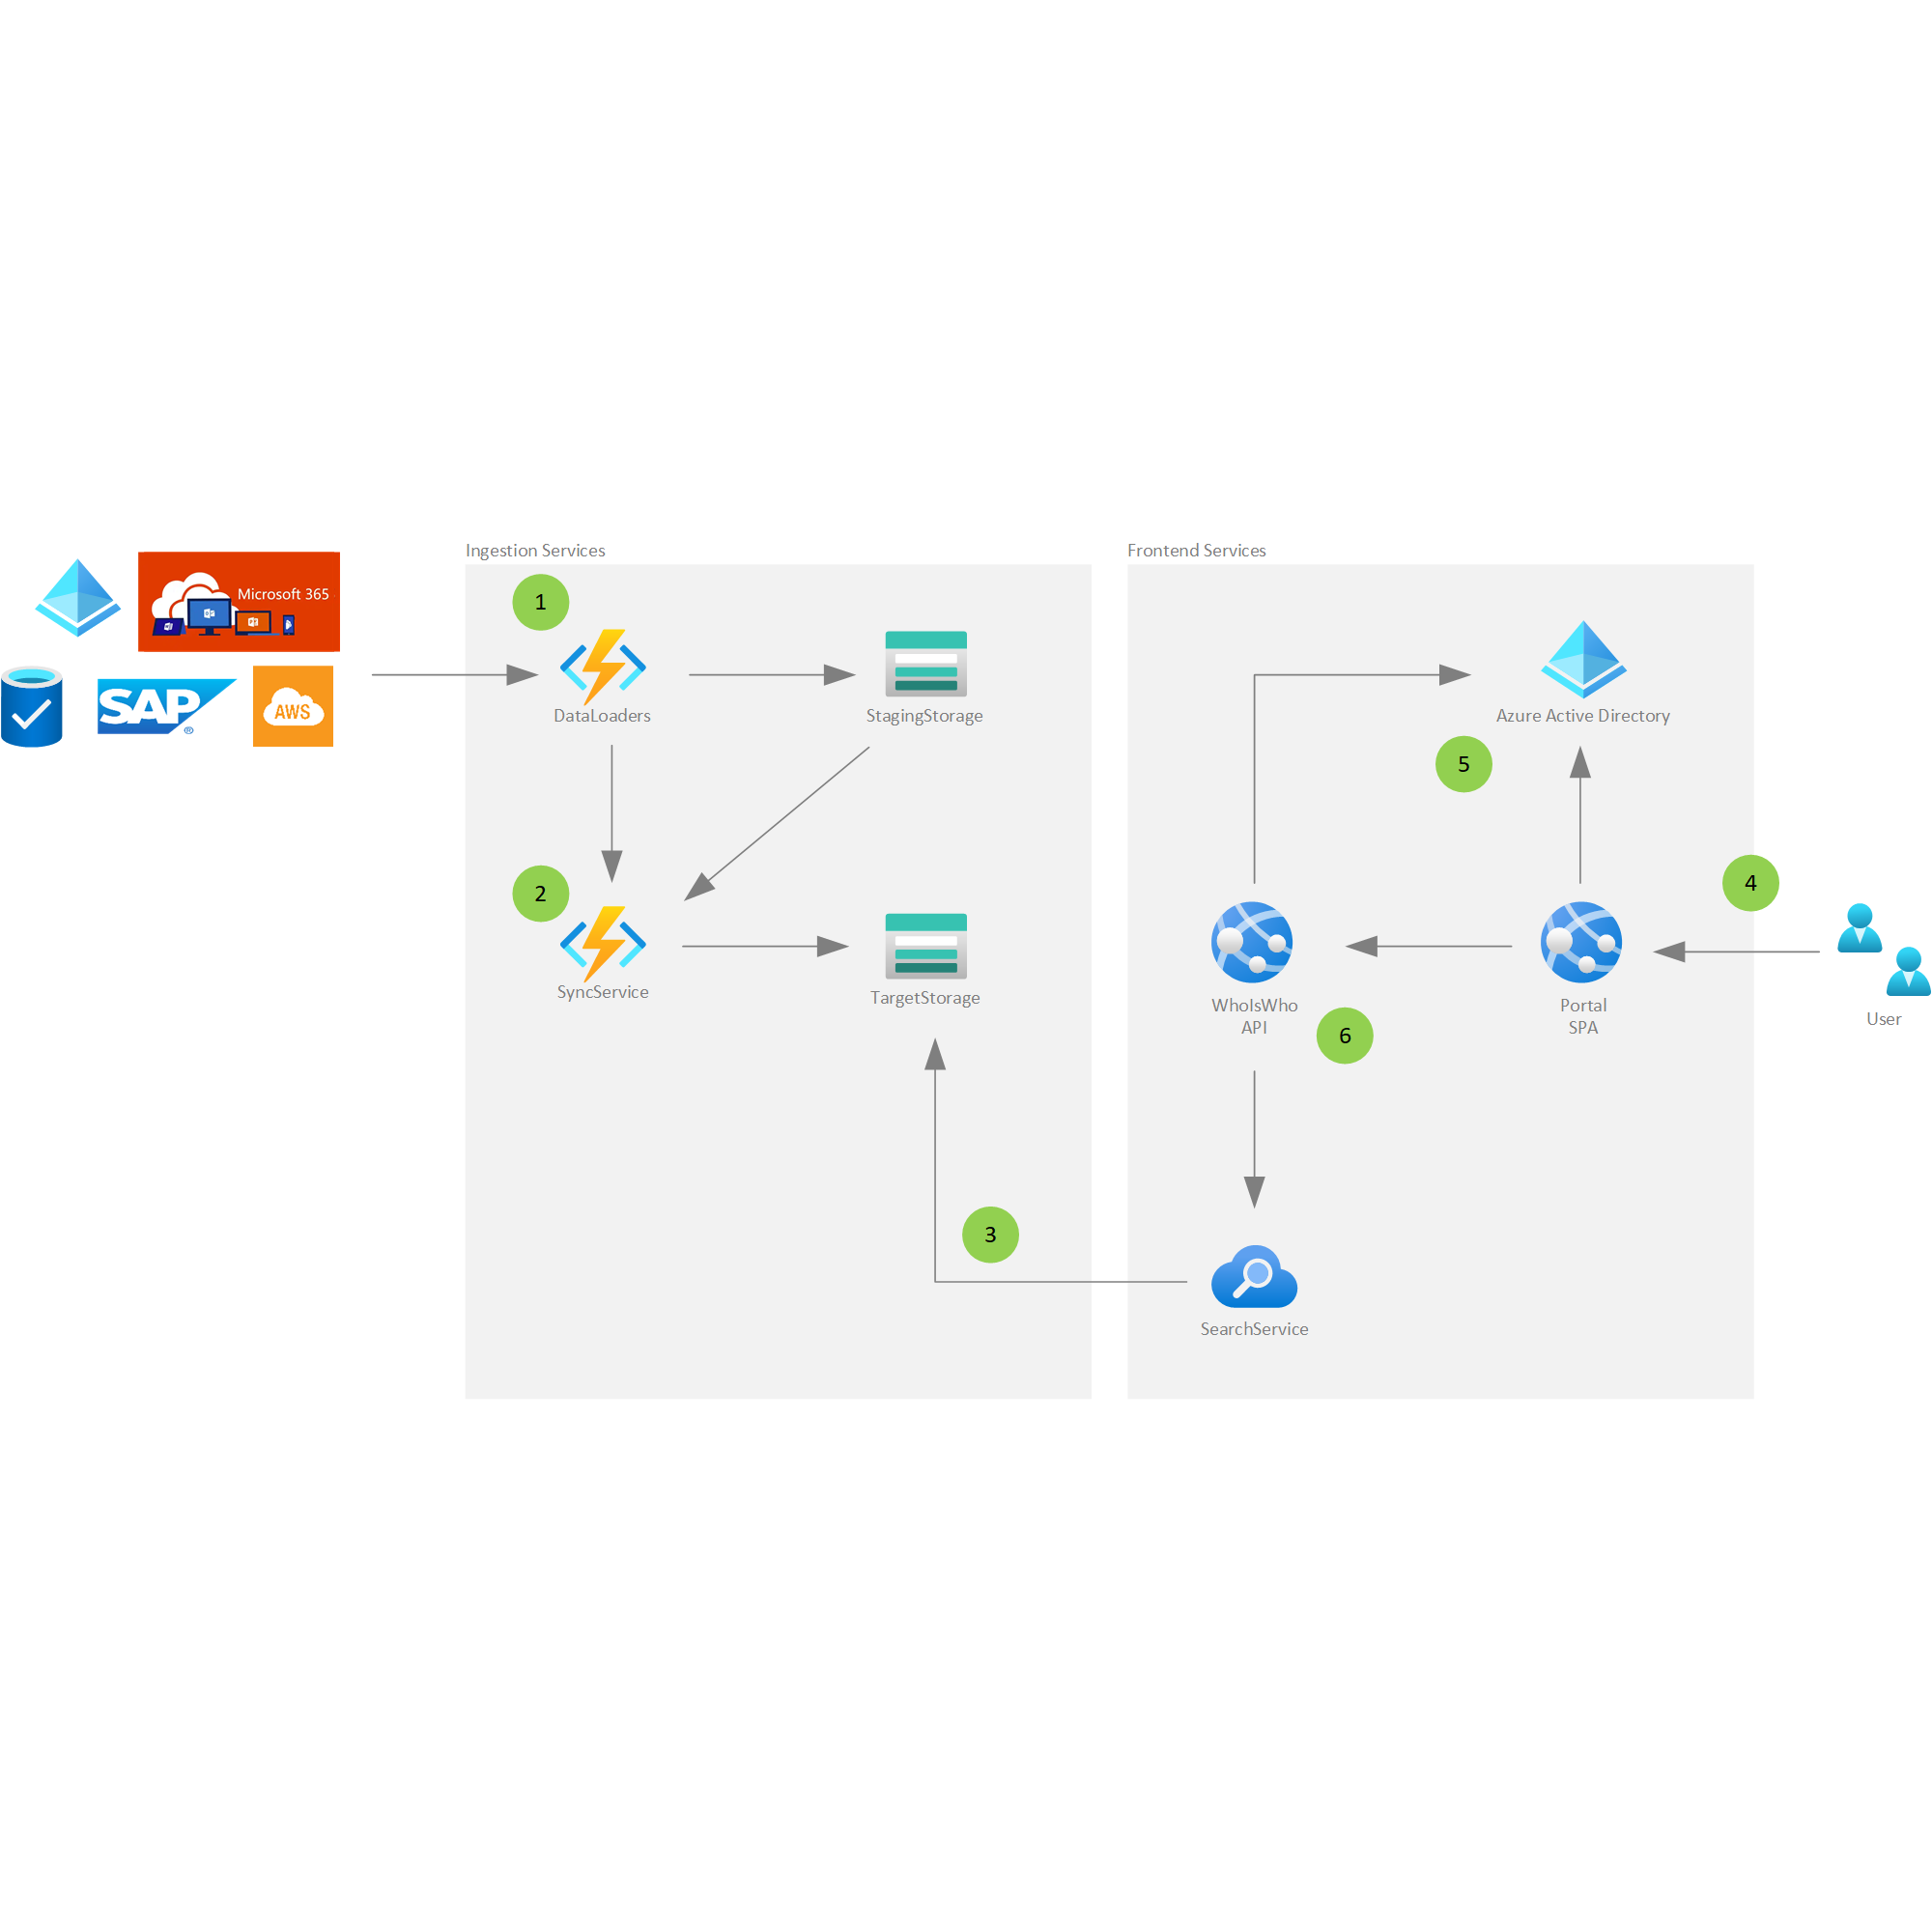 Ingestion Services
Frontend Services
Microsoft 365
SAP
®
AWS
1
DataLoaders
StagingStorage
Azure Active Directory
5
4
2
SyncService
TargetStorage
WhoIsWho
API
Portal
SPA
User
6
3
SearchService